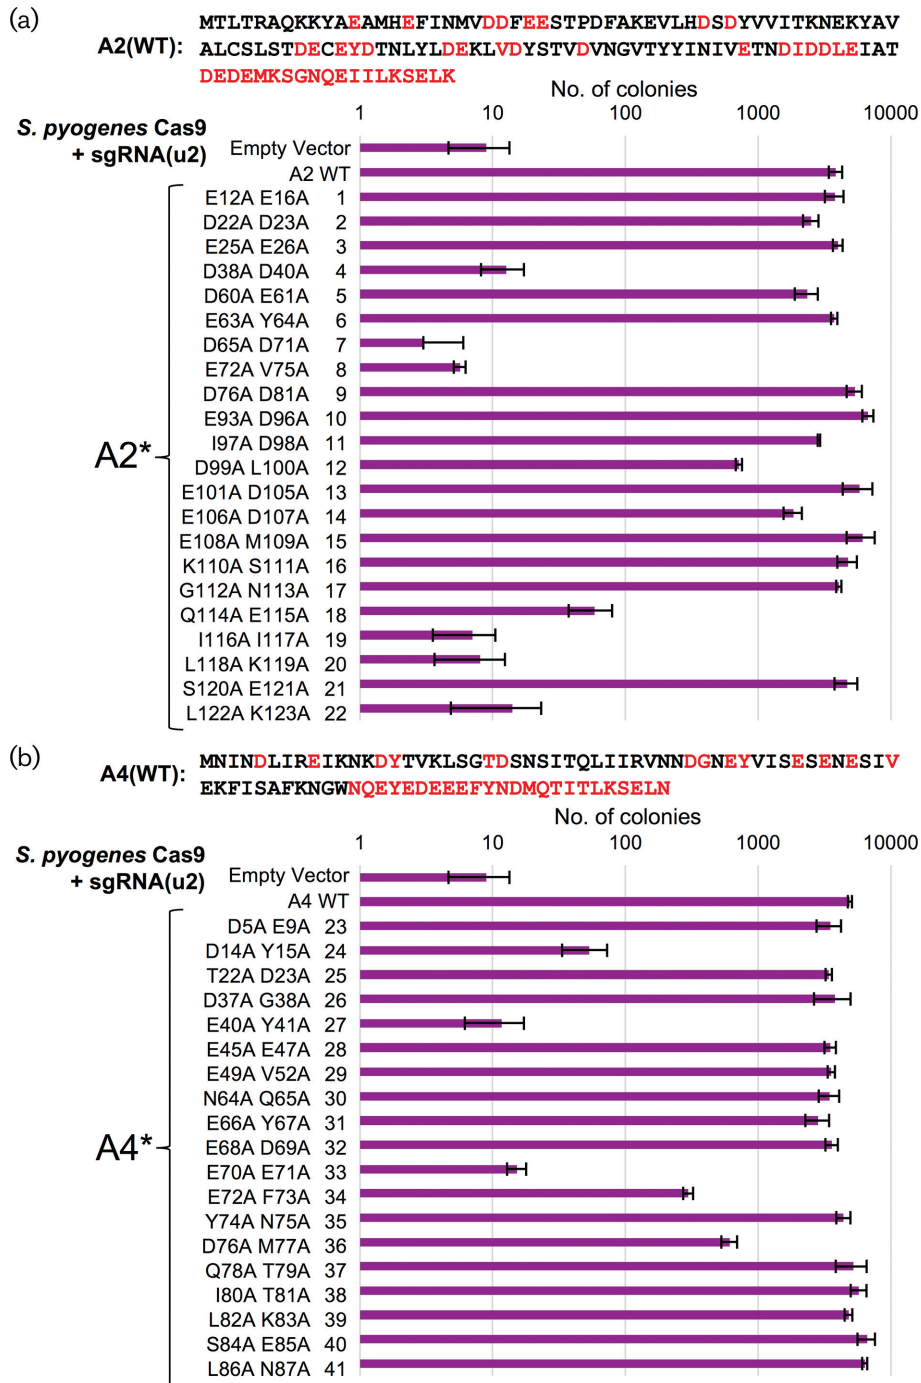 (a)
A2(WT):
MTLTRAQKKYAEAMHEFINMVDDFEESTPDFAKEVLHDSDYVVITKNEKYAV
ALCSLSTDECEYDTNLYLDEKLVDYSTVDVNGVTYYINIVETNDIDDLEIAT
DEDEMKSGNQEIILKSELK
No. of colonies
1 10 100 1000 10000
S. pyogenes Cas9
+ sgRNA(u2)
Empty Vector
A2 WT
A2*
E12A E16A 1
D22A D23A 2
E25A E26A 3
D38A D40A 4
D60A E61A 5
E63A Y64A 6
D65A D71A 7
E72A V75A 8
D76A D81A 9
E93A D96A 10
I97A D98A 11
D99A L100A 12
E101A D105A 13
E106A D107A 14
E108A M109A 15
K110A S111A 16
G112A N113A 17
Q114A E115A 18
I116A I117A 19
L118A K119A 20
S120A E121A 21
L122A K123A 22
(b)
A4(WT):
MNINDLIREIKNKDYTVKLSGTDSNSITQLIIRVNNDGNEYVISESENESIV
EKFISAFKNGWNQEYEDEEEFYNDMQTITLKSELN
No. of colonies
1 10 100 1000 10000
S. pyogenes Cas9
+ sgRNA(u2)
Empty Vector
A4 WT
A4*
D5A E9A 23
D14A Y15A 24
T22A D23A 25
D37A G38A 26
E40A Y41A 27
E45A E47A 28
E49A V52A 29
N64A Q65A 30
E66A Y67A 31
E68A D69A 32
E70A E71A 33
E72A F73A 34
Y74A N75A 35
D76A M77A 36
Q78A T79A 37
I80A T81A 38
L82A K83A 39
S84A E85A 40
L86A N87A 41